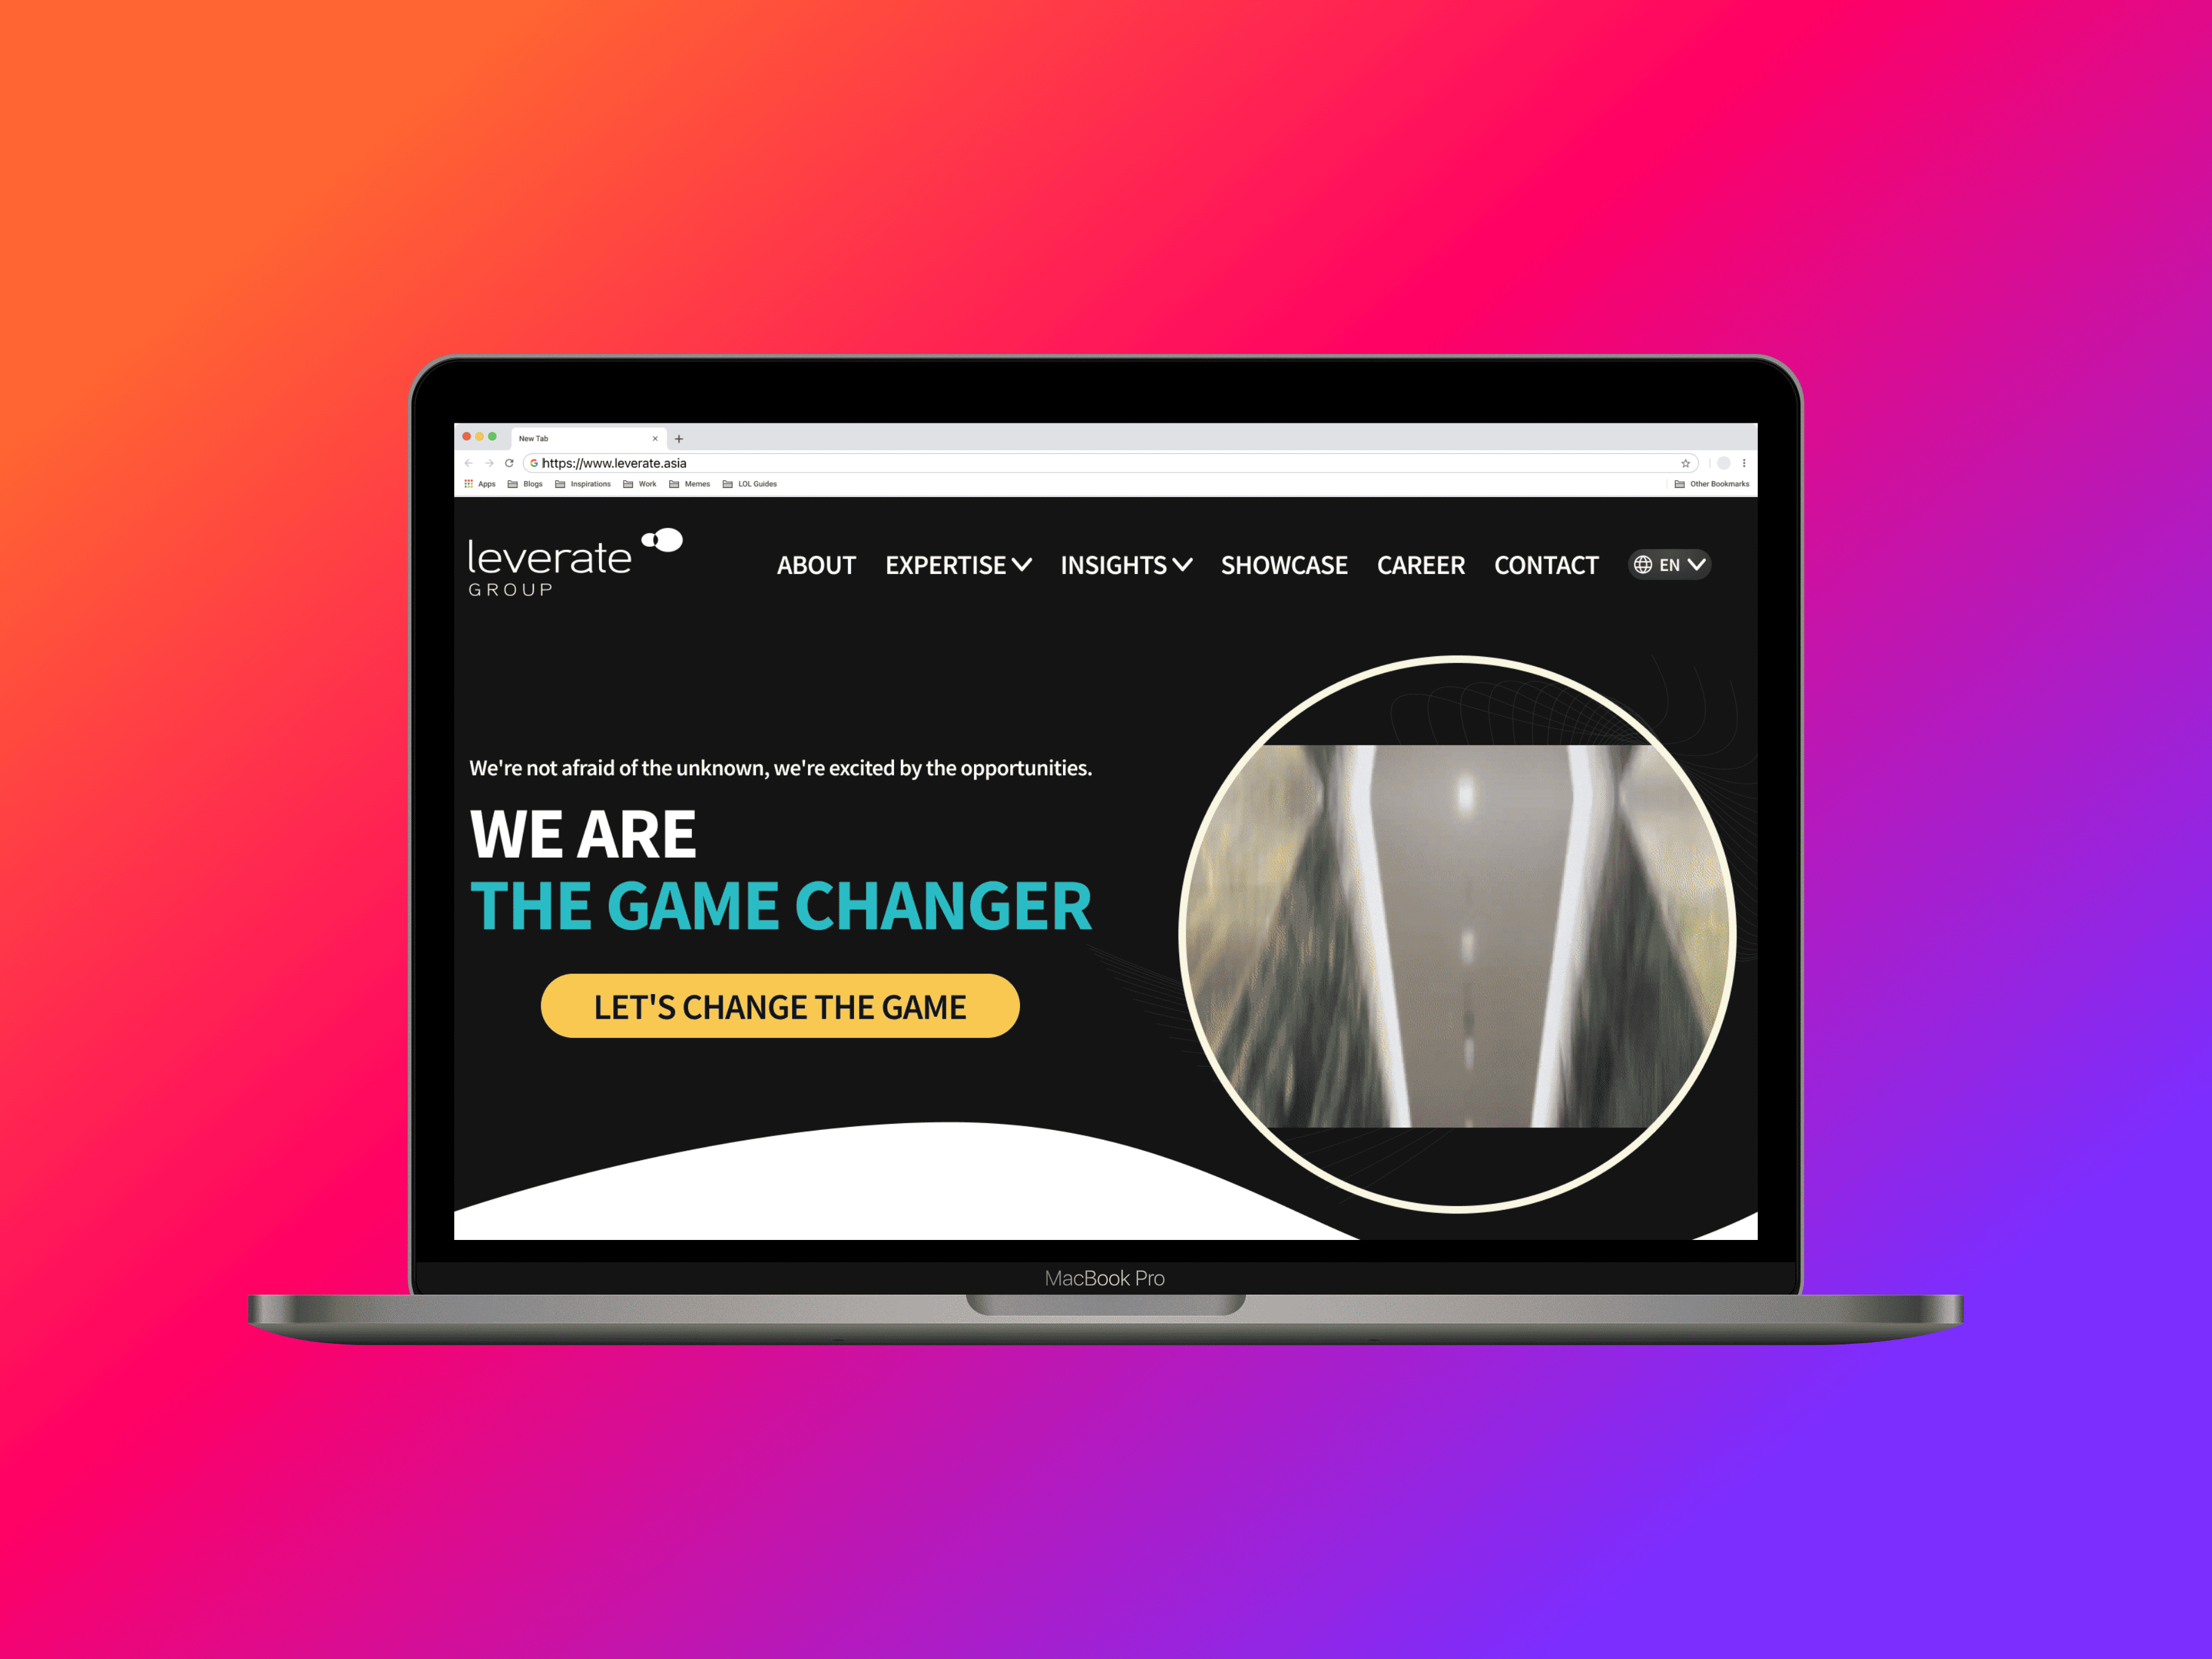 New Tab
https://www.leverate.asia
Apps Blogs Inspirations Work Memes LOL Guides Other Bookmarks
leverate
GROUP
ABOUT EXPERTISE INSIGHTS SHOWCASE CAREER CONTACT EN
We're not afraid of the unknown, we're excited by the opportunities.
WE ARE
THE GAME CHANGER
LET'S CHANGE THE GAME
MacBook Pro